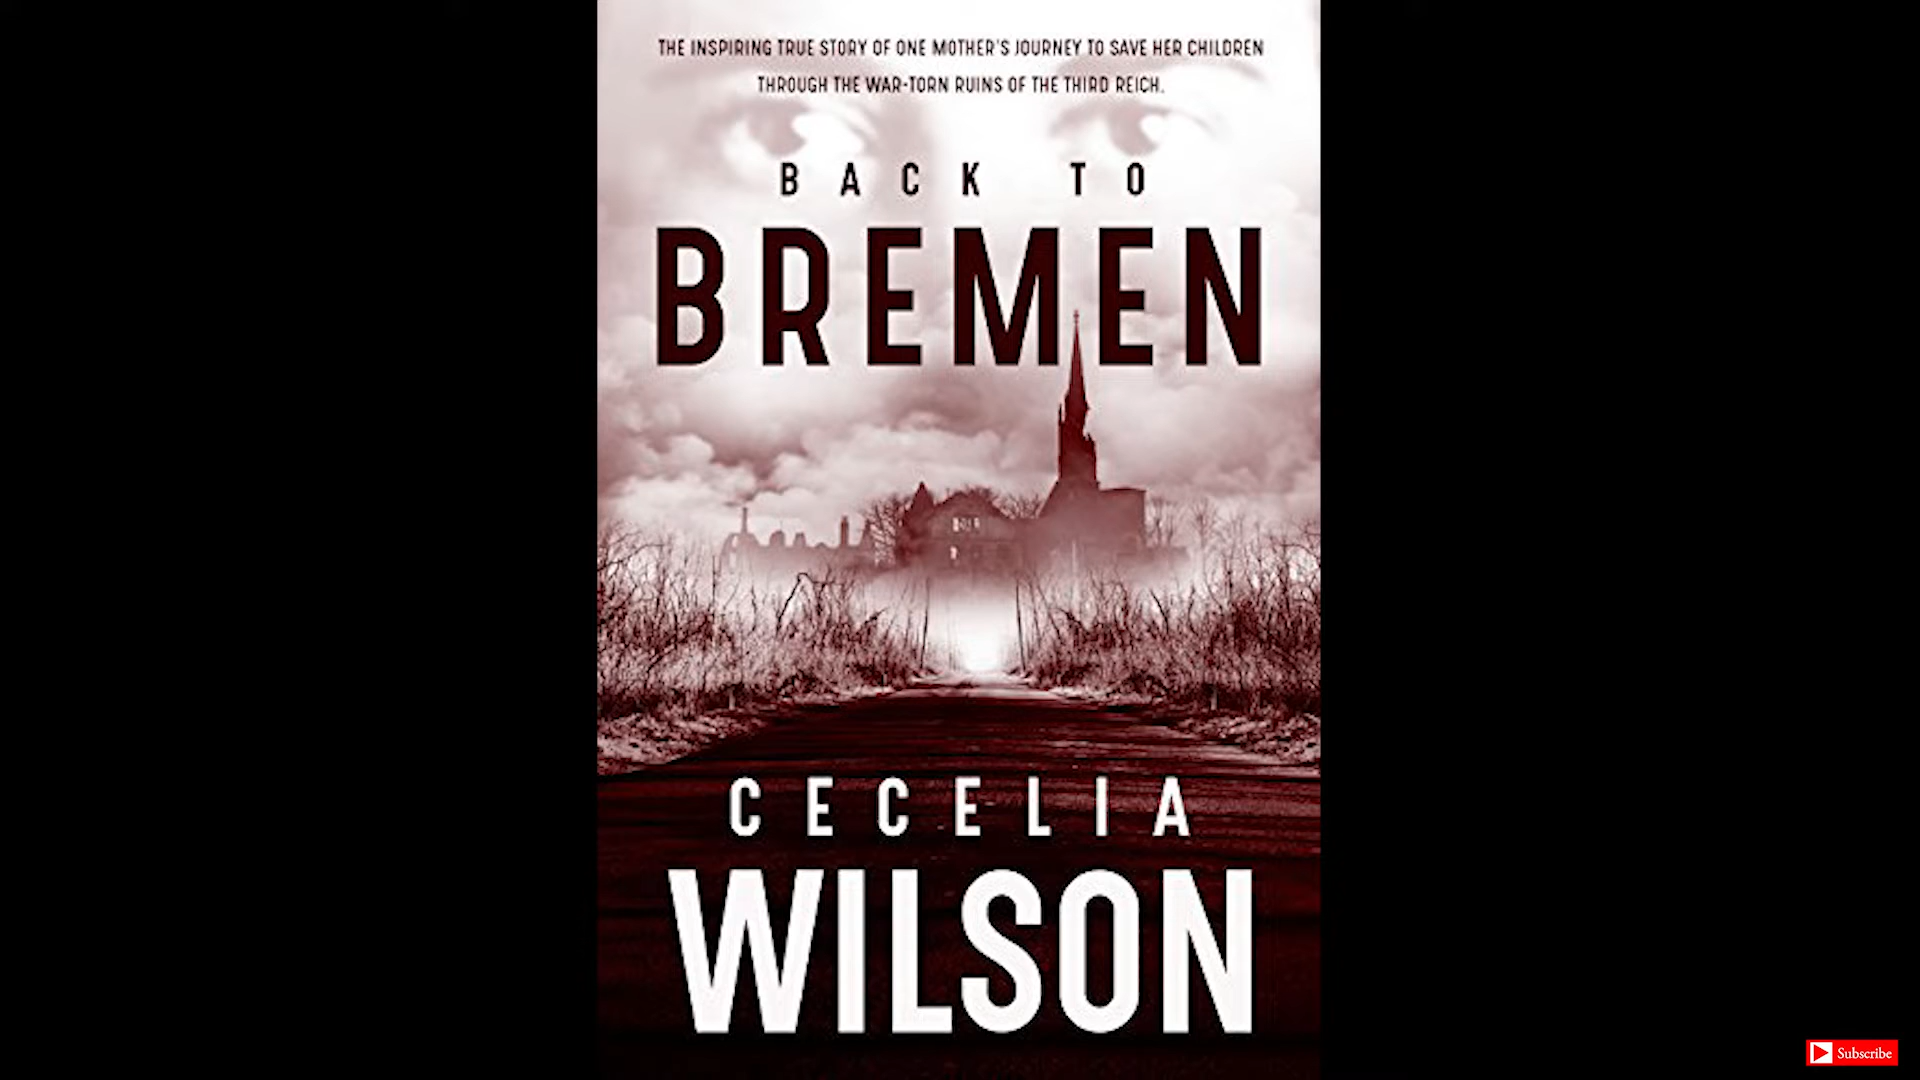 THE INSPIRING TRUE STORY OF ONE MOTHER'S JOURNEY TO SAVE HER CHILDREN
THROUGH THE WAR-TORN RUINS OF THE THIRD REICH.
BACK TO
BREMEN
CECELIA
WILSON
Subscribe